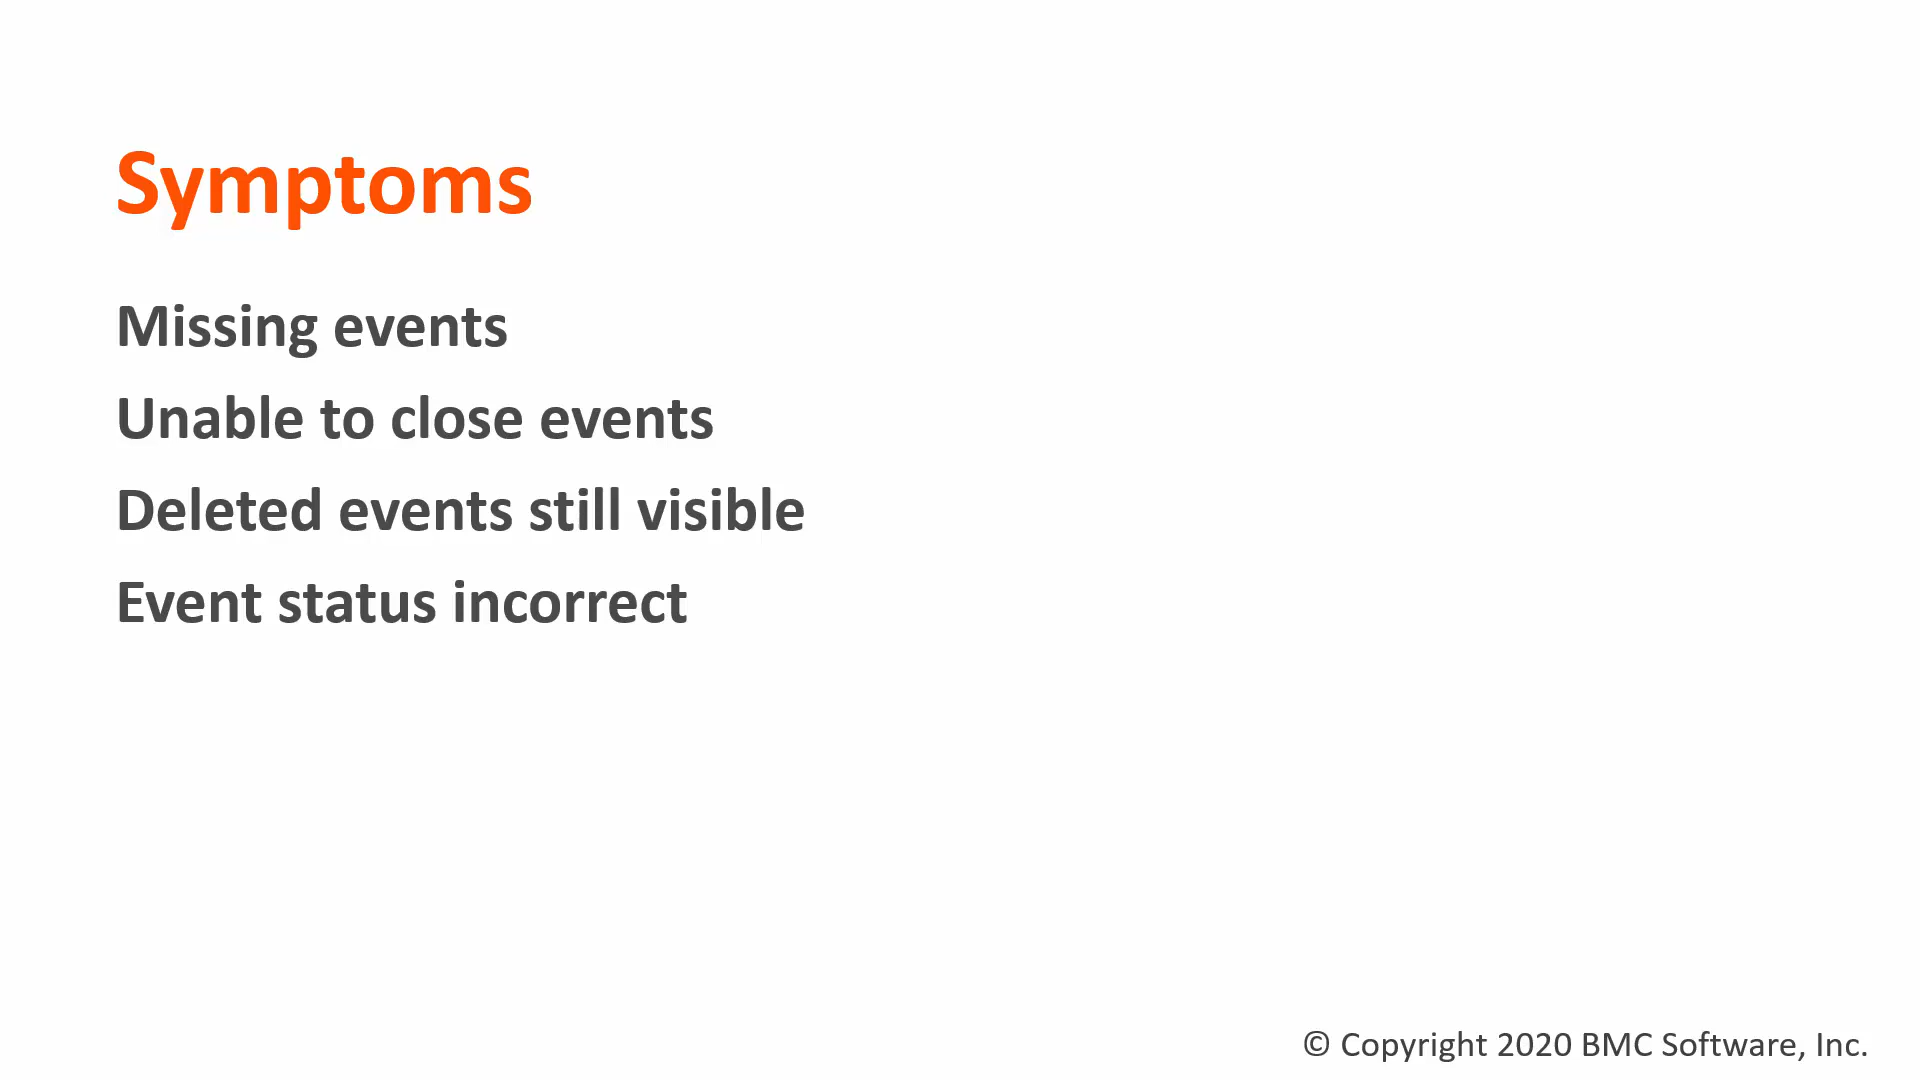 Symptoms
Missing events
Unable to close events
Deleted events still visible
Event status incorrect
© Copyright 2020 BMC Software, Inc.